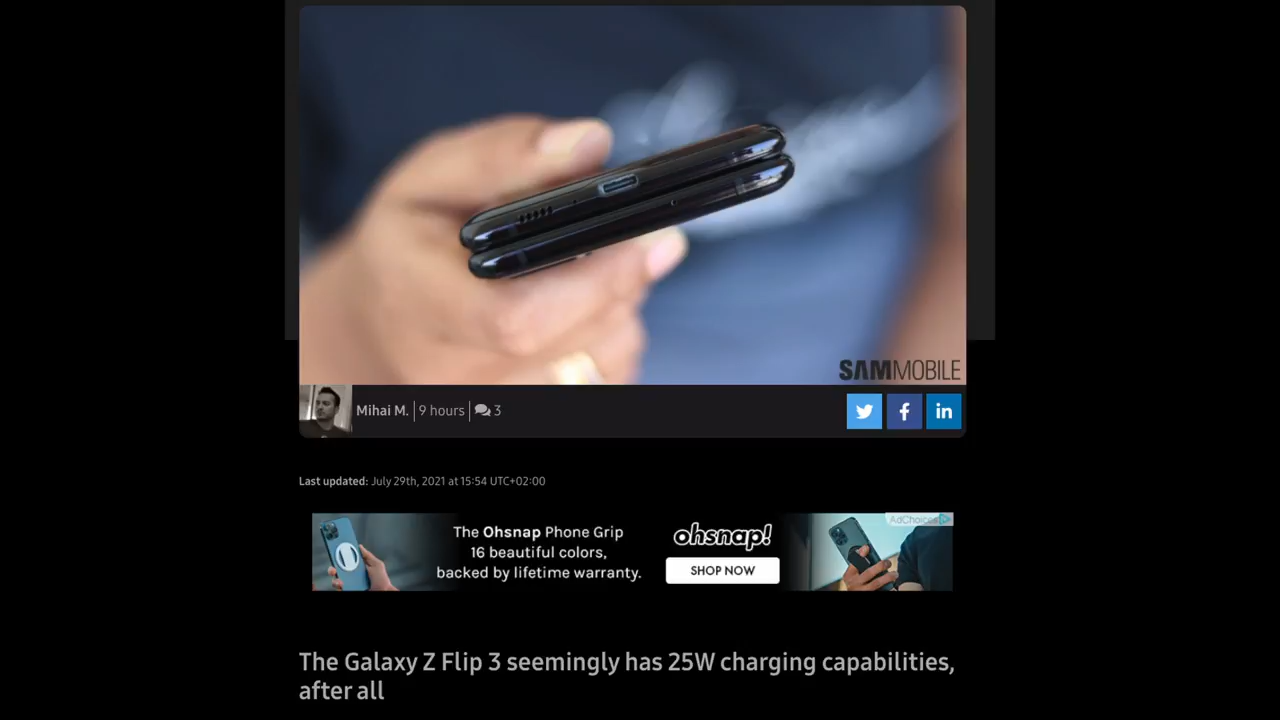 SAMMOBILE
Mihai M. 9 hours 3
Last updated: July 29th, 2021 at 15:54 UTC+02:00
AdChoices
The Ohsnap Phone Grip
16 beautiful colors,
backed by lifetime warranty.
ohsnap!
SHOP NOW
The Galaxy Z Flip 3 seemingly has 25W charging capabilities,
after all